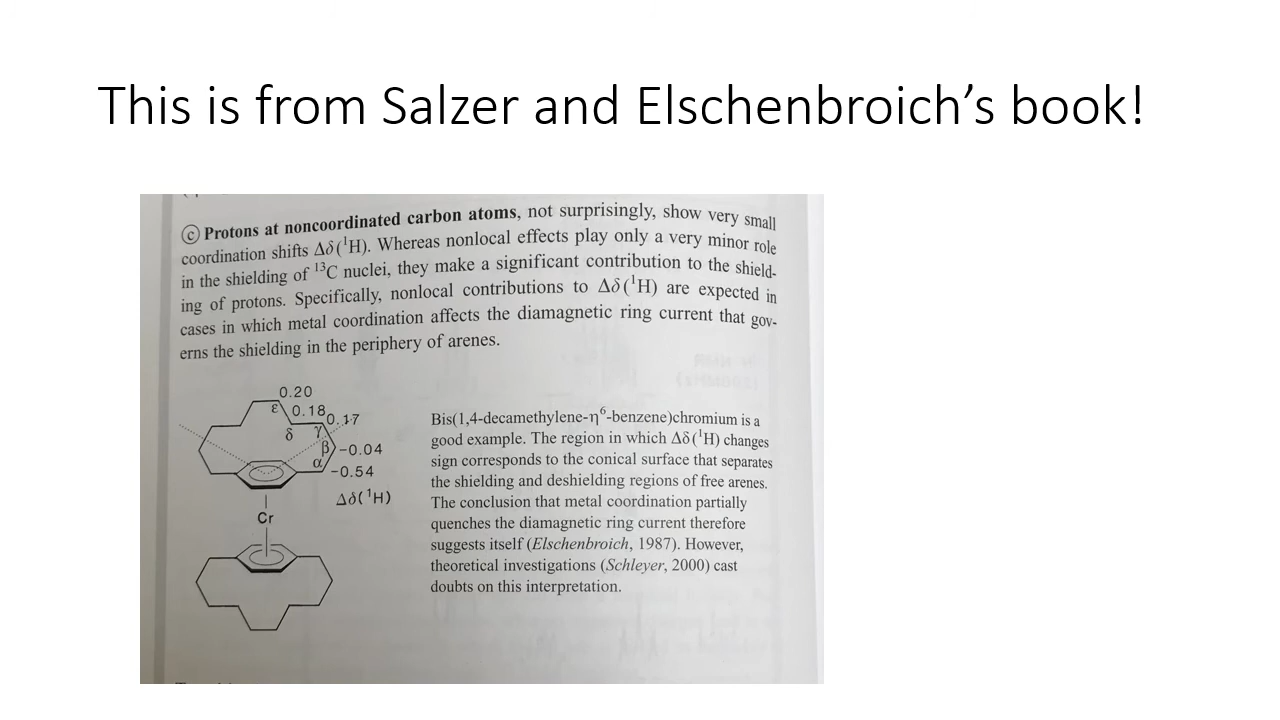 This is from Salzer and Elschenbroich’s book!
ⓒ Protons at noncoordinated carbon atoms, not surprisingly, show very small
coordination shifts Δδ(¹H). Whereas nonlocal effects play only a very minor role
in the shielding of ¹³C nuclei, they make a significant contribution to the shield-
ing of protons. Specifically, nonlocal contributions to Δδ(¹H) are expected in
cases in which metal coordination affects the diamagnetic ring current that gov-
erns the shielding in the periphery of arenes.
0.20
ε 0.18 0.17
δ γ
β -0.04
α -0.54
Δδ(¹H)
Cr
Bis(1,4-decamethylene-η⁶-benzene)chromium is a
good example. The region in which Δδ(¹H) changes
sign corresponds to the conical surface that separates
the shielding and deshielding regions of free arenes.
The conclusion that metal coordination partially
quenches the diamagnetic ring current therefore
suggests itself (Elschenbroich, 1987). However,
theoretical investigations (Schleyer, 2000) cast
doubts on this interpretation.